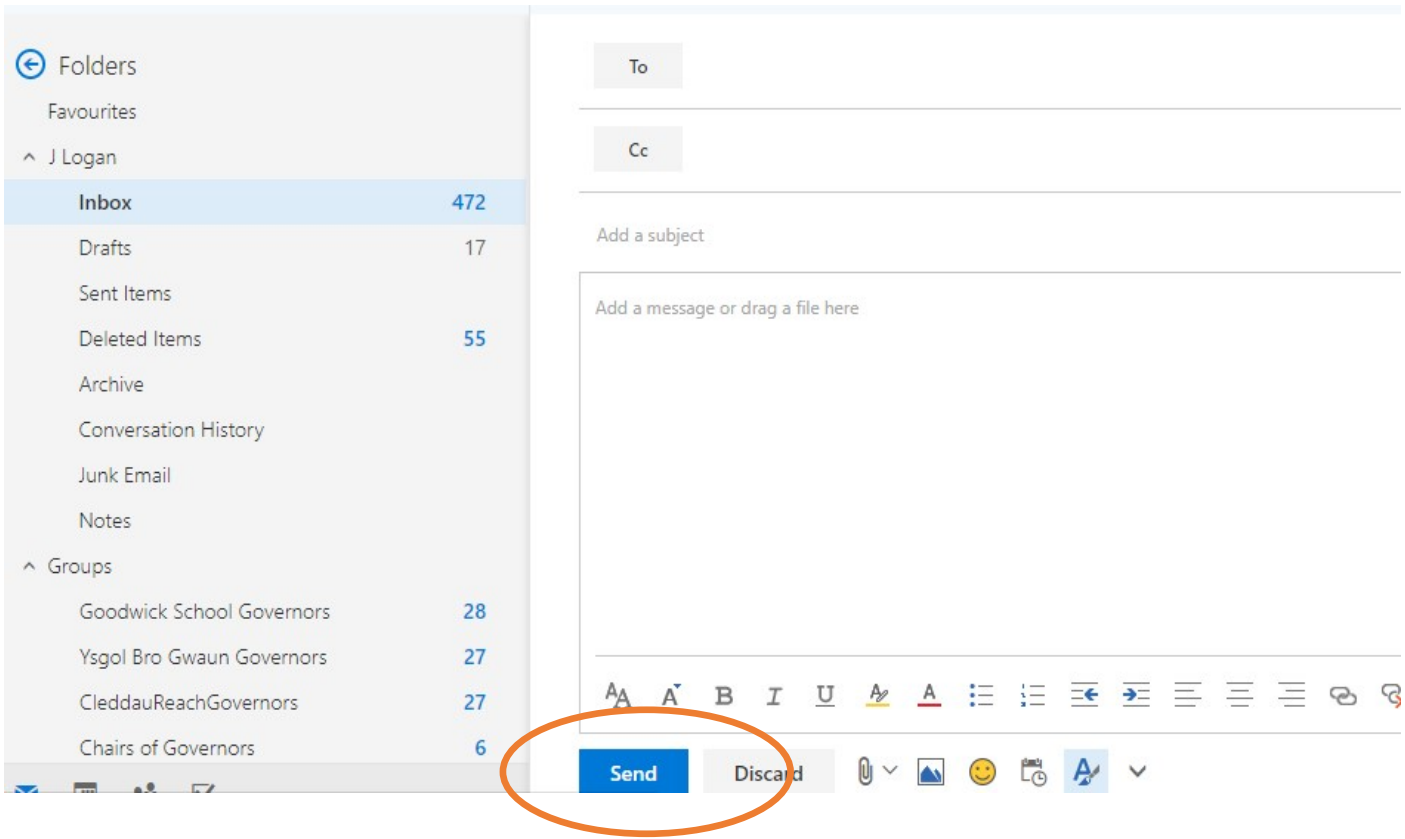 Folders
Favourites
J Logan
Inbox 472
Drafts 17
Sent Items
Deleted Items 55
Archive
Conversation History
Junk Email
Notes
Groups
Goodwick School Governors 28
Ysgol Bro Gwaun Governors 27
CleddauReachGovernors 27
Chairs of Governors 6
To
Cc
Add a subject
Add a message or drag a file here
Send Discard